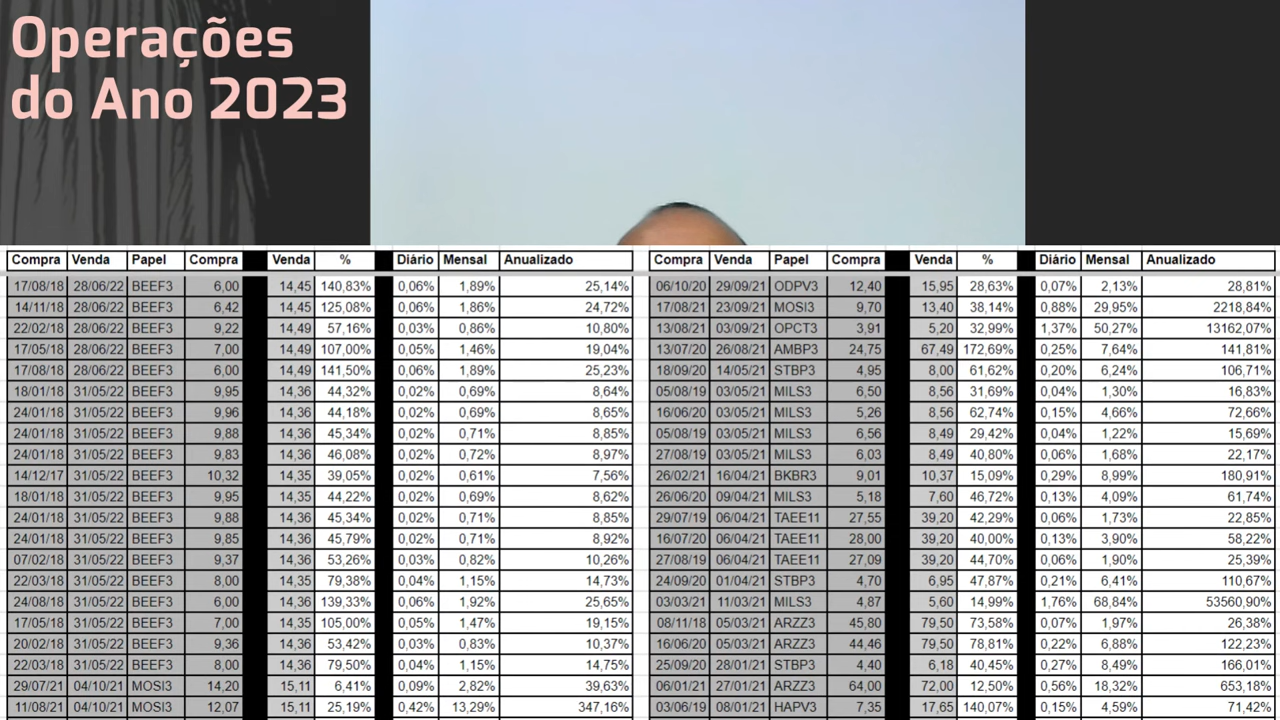 Operações
do Ano 2023
Compra Venda Papel Compra Venda % Diário Mensal Anualizado
17/08/18 28/06/22 BEEF3 6,00 14,45 140,83% 0,06% 1,89% 25,14%
14/11/18 28/06/22 BEEF3 6,42 14,45 125,08% 0,06% 1,86% 24,72%
22/02/18 28/06/22 BEEF3 9,22 14,49 57,16% 0,03% 0,86% 10,80%
17/05/18 28/06/22 BEEF3 7,00 14,49 107,00% 0,05% 1,46% 19,04%
17/08/18 28/06/22 BEEF3 6,00 14,49 141,50% 0,06% 1,89% 25,23%
18/01/18 31/05/22 BEEF3 9,95 14,36 44,32% 0,02% 0,69% 8,64%
24/01/18 31/05/22 BEEF3 9,96 14,36 44,18% 0,02% 0,69% 8,65%
24/01/18 31/05/22 BEEF3 9,88 14,36 45,34% 0,02% 0,71% 8,85%
24/01/18 31/05/22 BEEF3 9,83 14,36 46,08% 0,02% 0,72% 8,97%
14/12/17 31/05/22 BEEF3 10,32 14,35 39,05% 0,02% 0,61% 7,56%
18/01/18 31/05/22 BEEF3 9,95 14,35 44,22% 0,02% 0,69% 8,62%
24/01/18 31/05/22 BEEF3 9,88 14,36 45,34% 0,02% 0,71% 8,85%
24/01/18 31/05/22 BEEF3 9,85 14,36 45,79% 0,02% 0,71% 8,92%
07/02/18 31/05/22 BEEF3 9,37 14,36 53,26% 0,03% 0,82% 10,26%
22/03/18 31/05/22 BEEF3 8,00 14,35 79,38% 0,04% 1,15% 14,73%
24/08/18 31/05/22 BEEF3 6,00 14,36 139,33% 0,06% 1,92% 25,65%
17/05/18 31/05/22 BEEF3 7,00 14,35 105,00% 0,05% 1,47% 19,15%
20/02/18 31/05/22 BEEF3 9,36 14,36 53,42% 0,03% 0,83% 10,37%
22/03/18 31/05/22 BEEF3 8,00 14,36 79,50% 0,04% 1,15% 14,75%
29/07/21 04/10/21 MOSI3 14,20 15,11 6,41% 0,09% 2,82% 39,63%
11/08/21 04/10/21 MOSI3 12,07 15,11 25,19% 0,42% 13,29% 347,16%
Compra Venda Papel Compra Venda % Diário Mensal Anualizado
06/10/20 29/09/21 ODPV3 12,40 15,95 28,63% 0,07% 2,13% 28,81%
17/08/21 23/09/21 MOSI3 9,70 13,40 38,14% 0,88% 29,95% 2218,84%
13/08/21 03/09/21 OPCT3 3,91 5,20 32,99% 1,37% 50,27% 13162,07%
13/07/20 26/08/21 AMBP3 24,75 67,49 172,69% 0,25% 7,64% 141,81%
18/09/20 14/05/21 STBP3 4,95 8,00 61,62% 0,20% 6,24% 106,71%
05/08/19 03/05/21 MILS3 6,50 8,56 31,69% 0,04% 1,30% 16,83%
16/06/20 03/05/21 MILS3 5,26 8,56 62,74% 0,15% 4,66% 72,66%
05/08/19 03/05/21 MILS3 6,56 8,49 29,42% 0,04% 1,22% 15,69%
27/08/19 03/05/21 MILS3 6,03 8,49 40,80% 0,06% 1,68% 22,17%
26/02/21 16/04/21 BKBR3 9,01 10,37 15,09% 0,29% 8,99% 180,91%
26/06/20 09/04/21 MILS3 5,18 7,60 46,72% 0,13% 4,09% 61,74%
29/07/19 06/04/21 TAEE11 27,55 39,20 42,29% 0,06% 1,73% 22,85%
16/07/20 06/04/21 TAEE11 28,00 39,20 40,00% 0,13% 3,90% 58,22%
27/08/19 06/04/21 TAEE11 27,09 39,20 44,70% 0,06% 1,90% 25,39%
24/09/20 01/04/21 STBP3 4,70 6,95 47,87% 0,21% 6,41% 110,67%
03/03/21 11/03/21 MILS3 4,87 5,60 14,99% 1,76% 68,84% 53560,90%
08/11/18 05/03/21 ARZZ3 45,80 79,50 73,58% 0,07% 1,97% 26,38%
16/06/20 05/03/21 ARZZ3 44,46 79,50 78,81% 0,22% 6,88% 122,23%
25/09/20 28/01/21 STBP3 4,40 6,18 40,45% 0,27% 8,49% 166,01%
06/01/21 27/01/21 ARZZ3 64,00 72,00 12,50% 0,56% 18,32% 653,18%
03/06/19 08/01/21 HAPV3 7,35 17,65 140,07% 0,15% 4,59% 71,42%